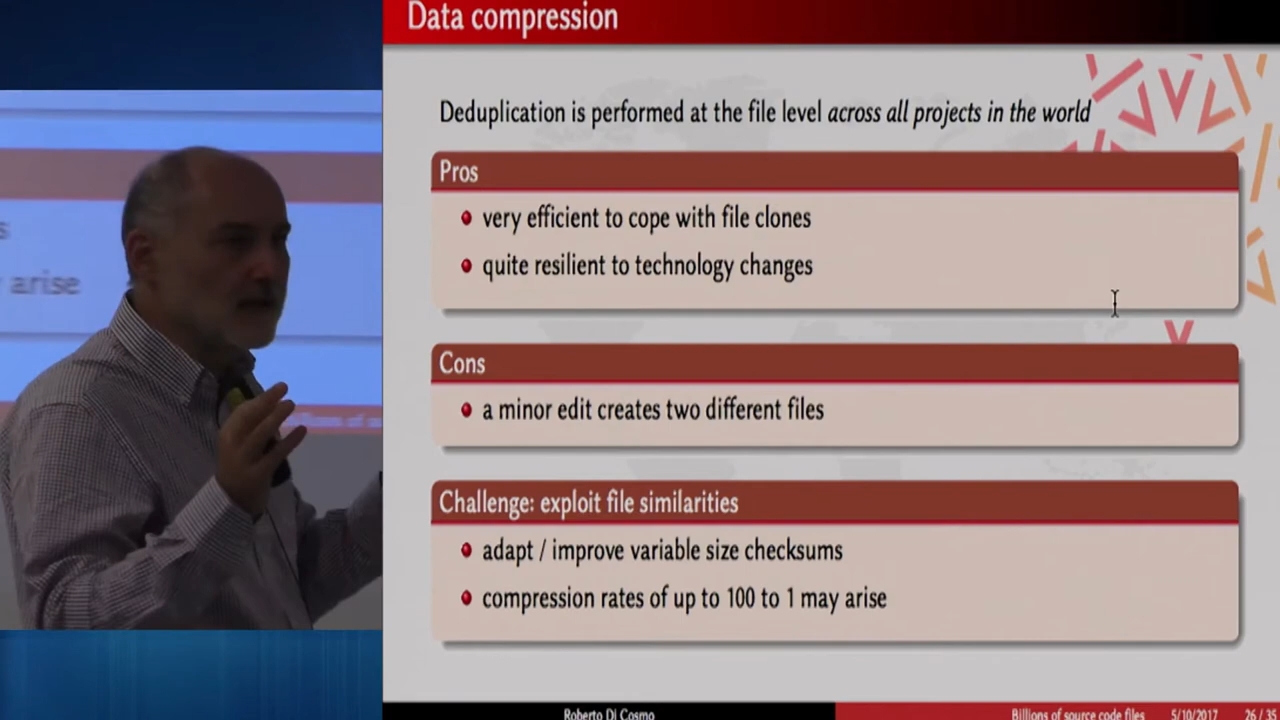 Data compression
Deduplication is performed at the file level across all projects in the world
Pros
very efficient to cope with file clones
quite resilient to technology changes
Cons
a minor edit creates two different files
Challenge: exploit file similarities
adapt / improve variable size checksums
compression rates of up to 100 to 1 may arise
Roberto Di Cosmo
Billions of source code files 5/10/2017 26 / 35
s
arise